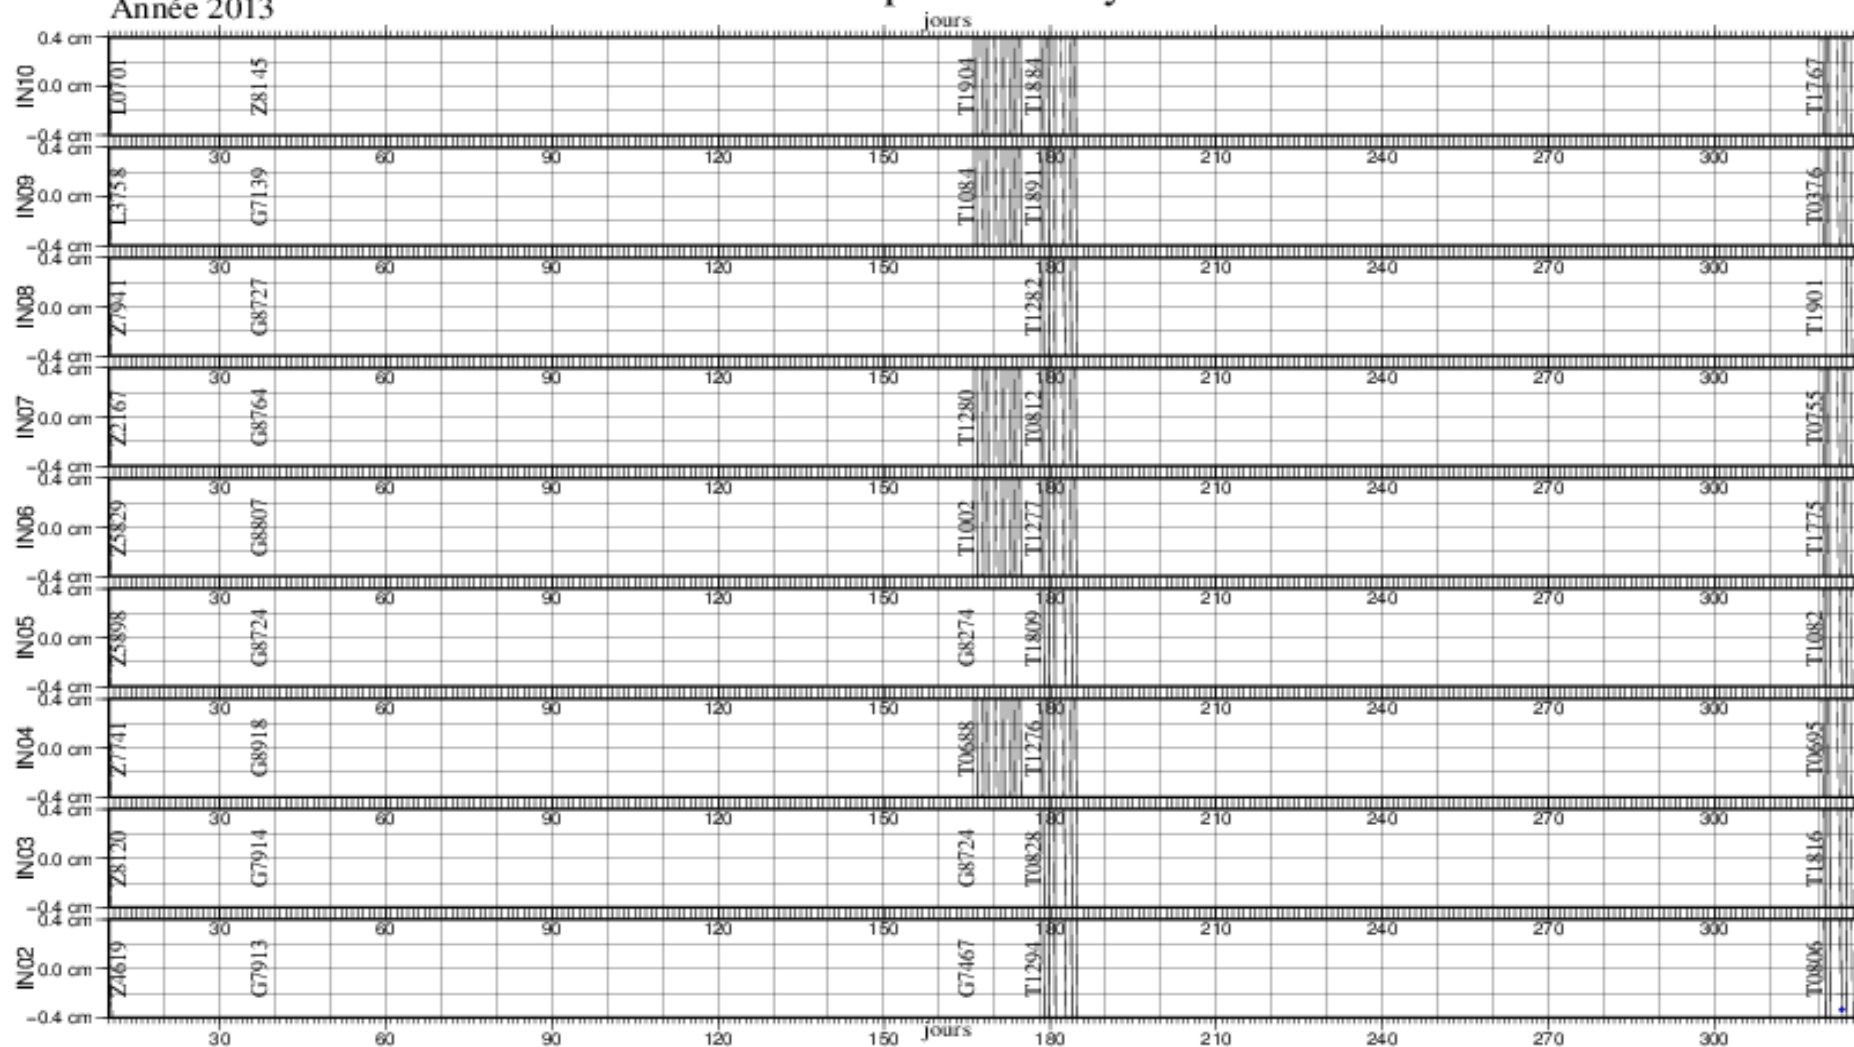 Année 2013
jours
0.4 cm
IN10 0.0 cm L0701 Z8145 T1904 T1884 T1767
−0.4 cm
0.4 cm 30 60 90 120 150 180 210 240 270 300
IN09 0.0 cm L3758 G7139 T1084 T1891 T0376
−0.4 cm
0.4 cm 30 60 90 120 150 180 210 240 270 300
IN08 0.0 cm Z7941 G8727 T1282 T1901
−0.4 cm
0.4 cm 30 60 90 120 150 180 210 240 270 300
IN07 0.0 cm Z2167 G8764 T1280 T0812 T0755
−0.4 cm
0.4 cm 30 60 90 120 150 180 210 240 270 300
IN06 0.0 cm Z5829 G8807 T1002 T1277 T1775
−0.4 cm
0.4 cm 30 60 90 120 150 180 210 240 270 300
IN05 0.0 cm Z5898 G8724 G8274 T1809 T1082
−0.4 cm
0.4 cm 30 60 90 120 150 180 210 240 270 300
IN04 0.0 cm Z7741 G8918 T0688 T1276 T0695
−0.4 cm
0.4 cm 30 60 90 120 150 180 210 240 270 300
IN03 0.0 cm Z8120 G7914 G8724 T0828 T1816
−0.4 cm
0.4 cm 30 60 90 120 150 180 210 240 270 300
IN02 0.0 cm Z4619 G7913 G7467 T1294 T0806
−0.4 cm
jours
30 60 90 120 150 180 210 240 270 300